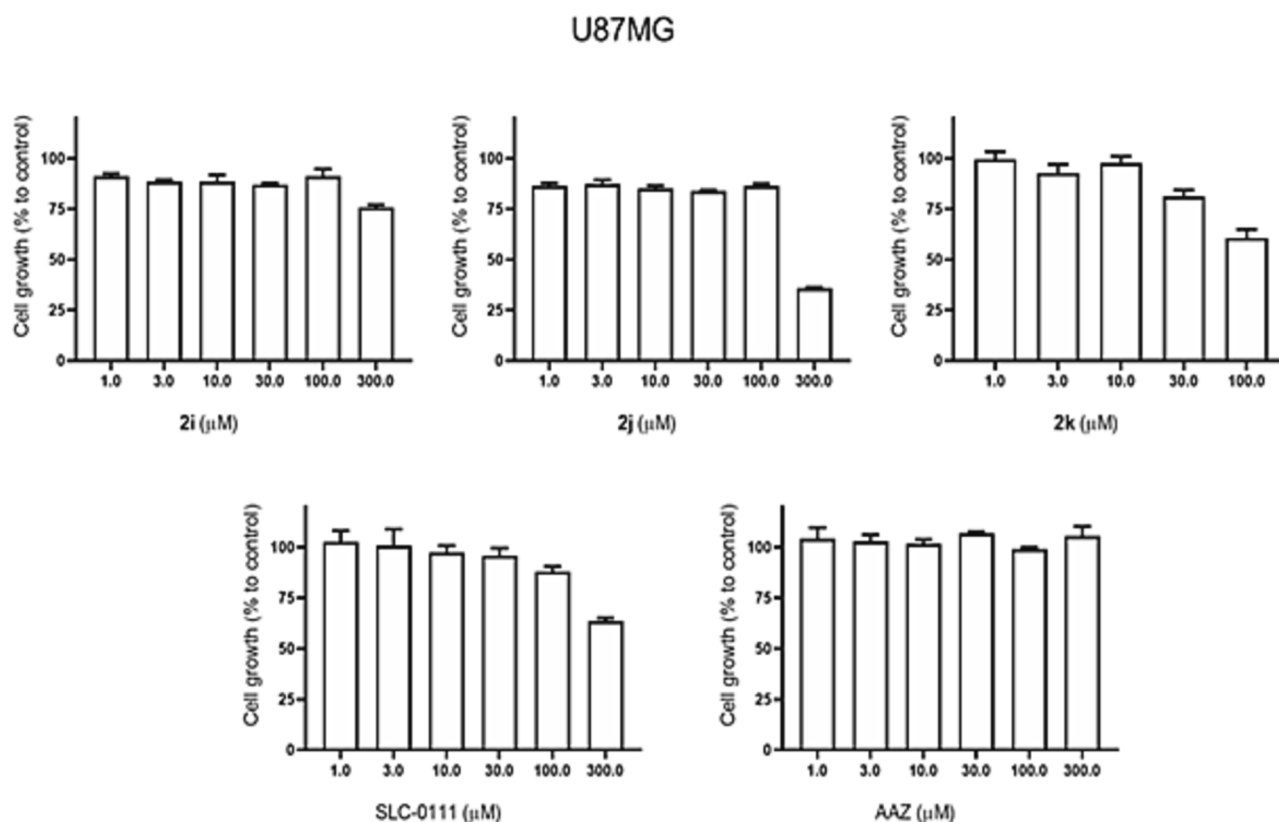 U87MG
Cell growth (% to control)
100
75
50
25
0
1.0 3.0 10.0 30.0 100.0 300.0
2i (µM)
Cell growth (% to control)
100
75
50
25
0
1.0 3.0 10.0 30.0 100.0 300.0
2j (µM)
Cell growth (% to control)
100
75
50
25
0
1.0 3.0 10.0 30.0 100.0
2k (µM)
Cell growth (% to control)
100
75
50
25
0
1.0 3.0 10.0 30.0 100.0 300.0
SLC-0111 (µM)
Cell growth (% to control)
100
75
50
25
0
1.0 3.0 10.0 30.0 100.0 300.0
AAZ (µM)